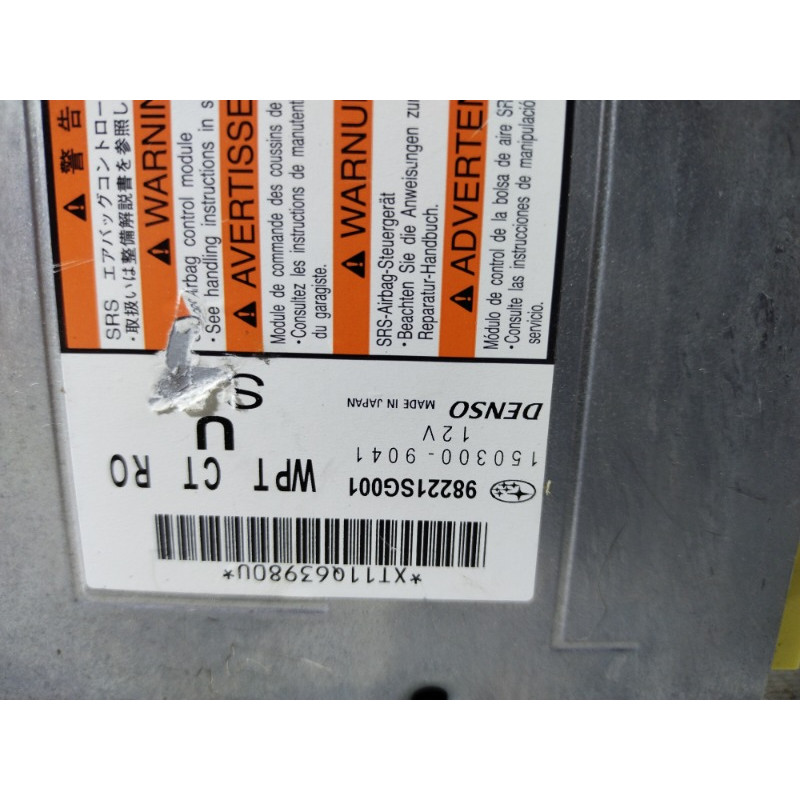 警告
SRS エアバッグコントロー
・取扱いは整備解説書を参照し
WARNIN
Airbag control module
• See handling instructions in s
AVERTISSE
Module de commande des coussins de
• Consultez les instructions de manutent
du garagiste.
WARNU
SRS-Airbag-Steuergerät
• Beachten Sie die Anweisungen zu
Reparatur-Handbuch.
ADVERTEN
Módulo de control de la bolsa de aire SR
• Consulte las instrucciones de manipulació
servicio.
DENSO MADE IN JAPAN
12V
150300-9041
S
U
98221SG001 WPT CT RO
*XT11Q63980U*